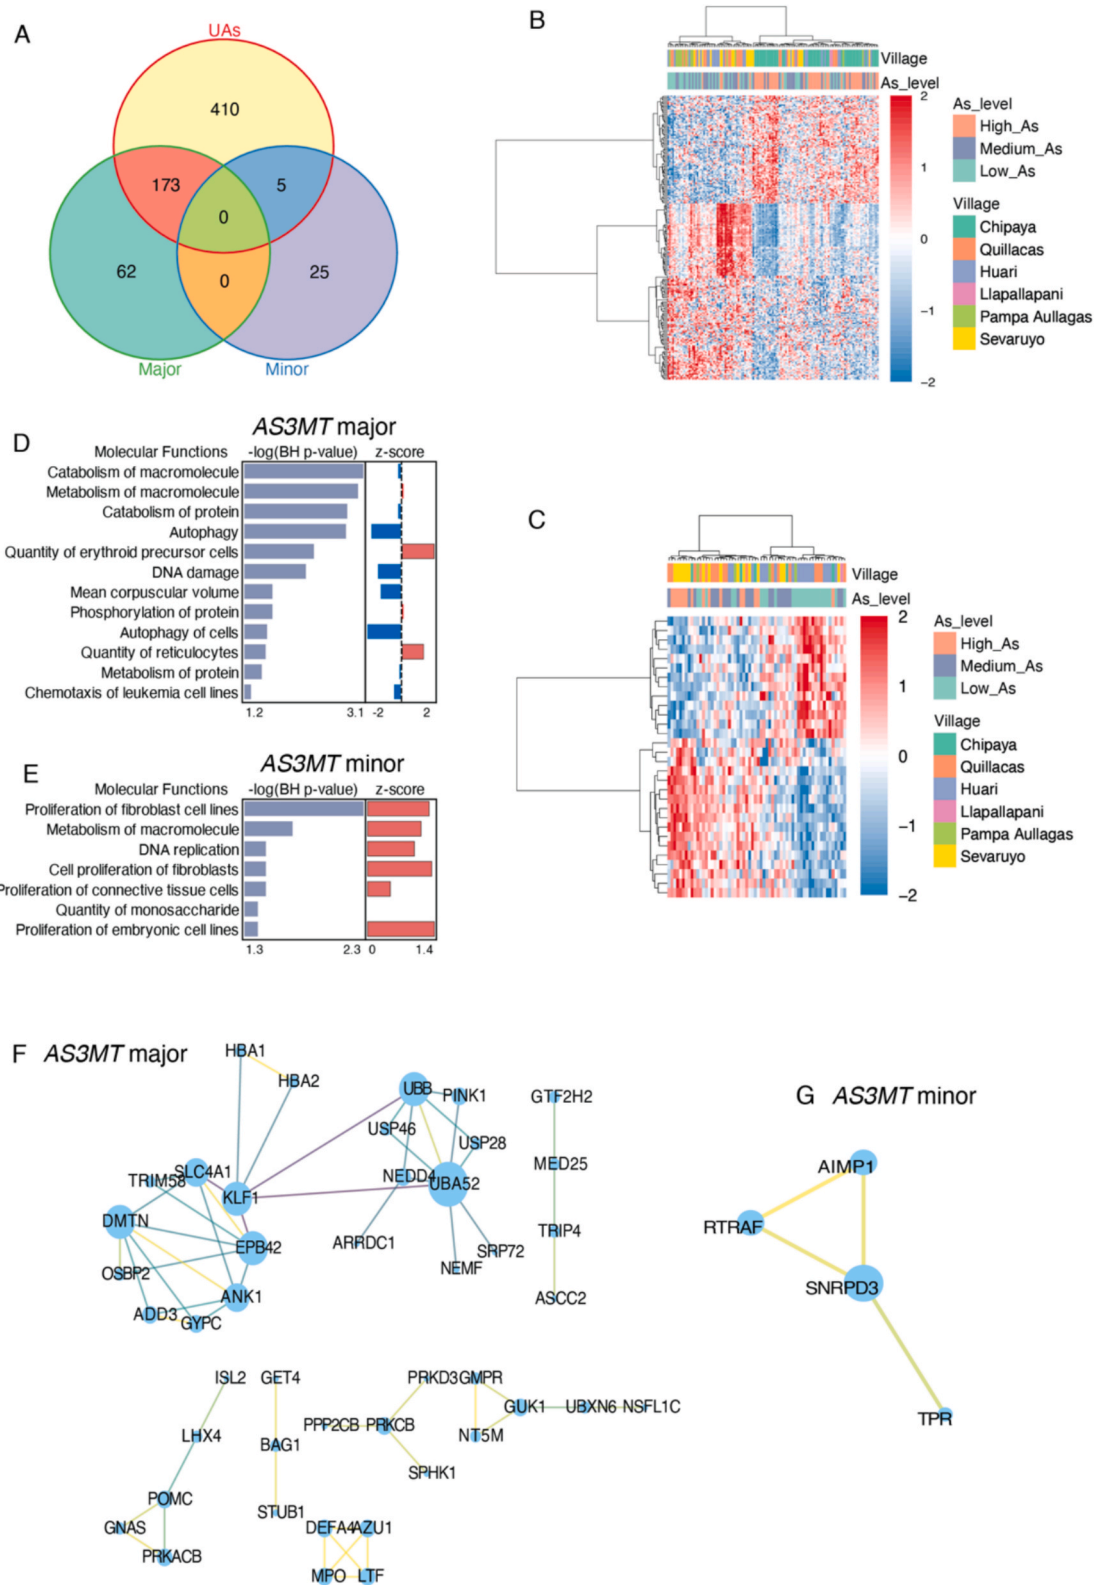 A
UAs
410
173
5
0
62
0
25
Major
Minor
B
Village
As_level
2
1
0
−1
−2
As_level
High_As
Medium_As
Low_As
Village
Chipaya
Quillacas
Huari
Llapallapani
Pampa Aullagas
Sevaruyo
D
AS3MT major
Molecular Functions -log(BH p-value) z-score
Catabolism of macromolecule
Metabolism of macromolecule
Catabolism of protein
Autophagy
Quantity of erythroid precursor cells
DNA damage
Mean corpuscular volume
Phosphorylation of protein
Autophagy of cells
Quantity of reticulocytes
Metabolism of protein
Chemotaxis of leukemia cell lines
1.2 3.1 -2 2
C
Village
As_level
2
1
0
−1
−2
As_level
High_As
Medium_As
Low_As
Village
Chipaya
Quillacas
Huari
Llapallapani
Pampa Aullagas
Sevaruyo
E
AS3MT minor
Molecular Functions -log(BH p-value) z-score
Proliferation of fibroblast cell lines
Metabolism of macromolecule
DNA replication
Cell proliferation of fibroblasts
Proliferation of connective tissue cells
Quantity of monosaccharide
Proliferation of embryonic cell lines
1.3 2.3 0 1.4
F AS3MT major
HBA1
HBA2
UBB
PINK1
USP46
USP28
NEDD4
UBA52
SLC4A1
TRIM58
KLF1
DMTN
EPB42
ARRDC1
SRP72
NEMF
OSBP2
ANK1
ADD3
GYPC
GTF2H2
MED25
TRIP4
ASCC2
G AS3MT minor
AIMP1
RTRAF
SNRPD3
TPR
ISL2
LHX4
POMC
GNAS
PRKACB
GET4
BAG1
STUB1
PRKD3
GMPR
PPP2CB
PRKCB
GUK1
UBXN6
NSFL1C
NT5M
SPHK1
DEFA4
AZU1
MPO
LTF